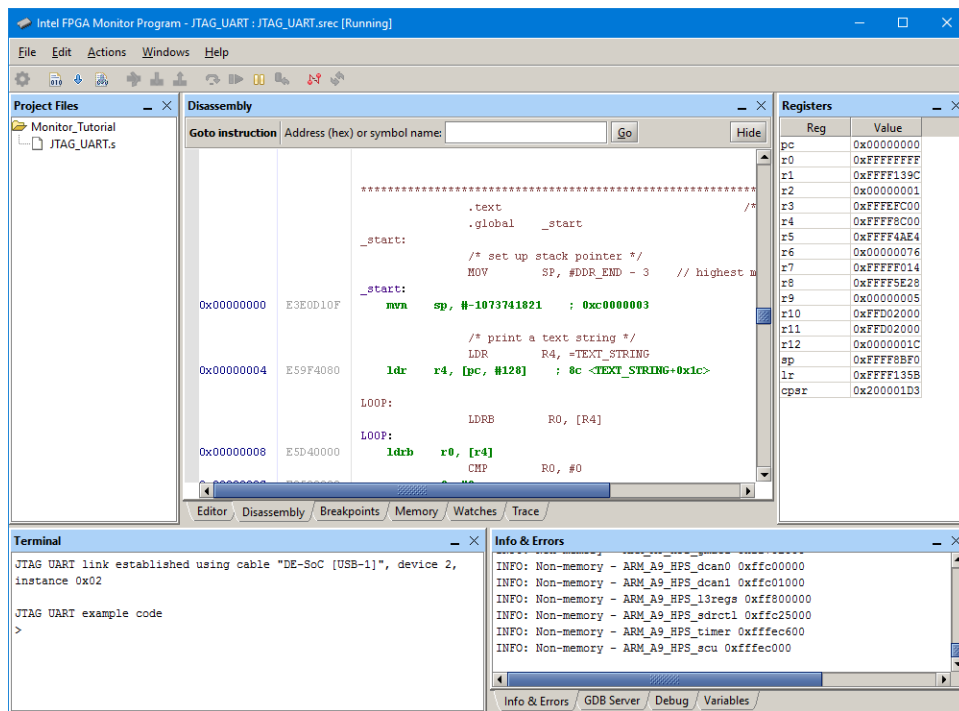 Intel FPGA Monitor Program - JTAG_UART : JTAG_UART.srec [Running]
File Edit Actions Windows Help
Project Files
Monitor_Tutorial
JTAG_UART.s
Disassembly
Goto instruction Address (hex) or symbol name: Go Hide
***********************************************************
.text /*
.global _start
_start:
/* set up stack pointer */
MOV SP, #DDR_END - 3 // highest m
_start:
0x00000000 E3E0D10F mvn sp, #-1073741821 ; 0xc0000003
/* print a text string */
LDR R4, =TEXT_STRING
0x00000004 E59F4080 ldr r4, [pc, #128] ; 8c <TEXT_STRING+0x1c>
LOOP:
LDRB R0, [R4]
LOOP:
0x00000008 E5D40000 ldrb r0, [r4]
CMP R0, #0
Editor Disassembly Breakpoints Memory Watches Trace
Registers
Reg Value
pc 0x00000000
r0 0xFFFFFFFF
r1 0xFFFF139C
r2 0x00000001
r3 0xFFFEFC00
r4 0xFFFF8C00
r5 0xFFFF4AE4
r6 0x00000076
r7 0xFFFFF014
r8 0xFFFF5E28
r9 0x00000005
r10 0xFFD02000
r11 0xFFD02000
r12 0x0000001C
sp 0xFFFF8BF0
lr 0xFFFF135B
cpsr 0x200001D3
Terminal
JTAG UART link established using cable "DE-SoC [USB-1]", device 2,
instance 0x02
JTAG UART example code
>
Info & Errors
INFO: Non-memory - ARM_A9_HPS_dcan0 0xffc00000
INFO: Non-memory - ARM_A9_HPS_dcan1 0xffc01000
INFO: Non-memory - ARM_A9_HPS_l3regs 0xff800000
INFO: Non-memory - ARM_A9_HPS_sdrctl 0xffc25000
INFO: Non-memory - ARM_A9_HPS_timer 0xfffec600
INFO: Non-memory - ARM_A9_HPS_scu 0xfffec000
Info & Errors GDB Server Debug Variables